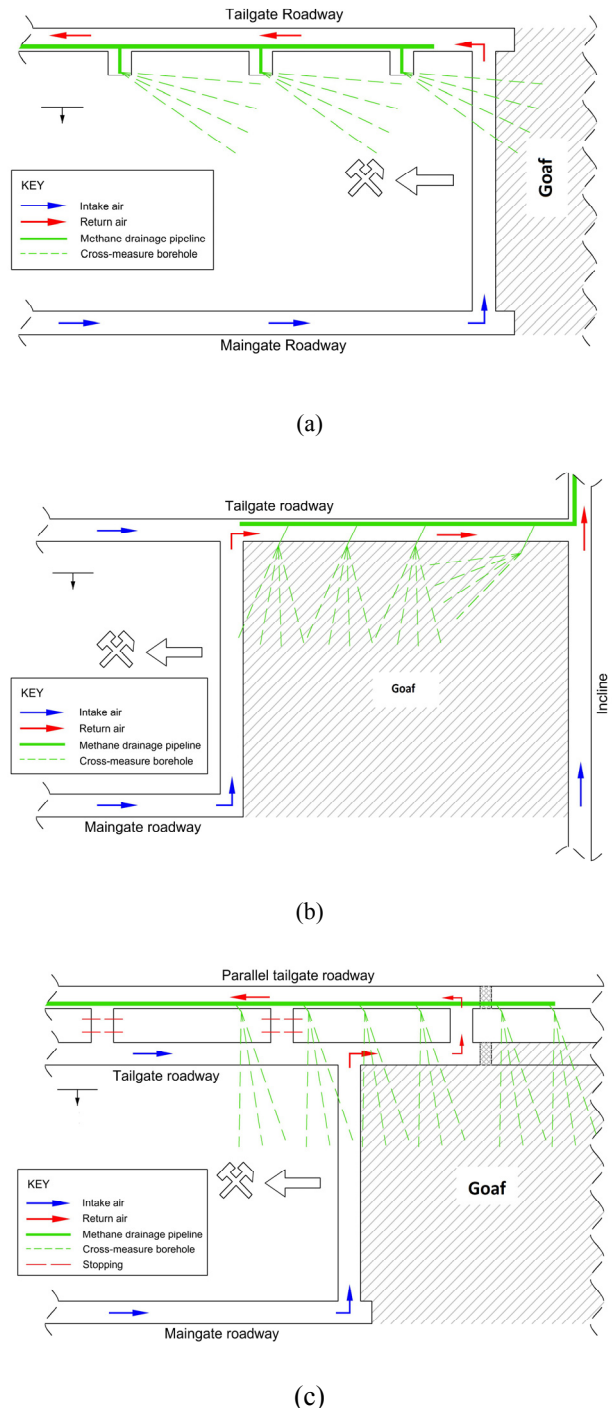 Tailgate Roadway
Goaf
KEY
Intake air
Return air
Methane drainage pipeline
Cross-measure borehole
Maingate Roadway
(a)
Tailgate roadway
Incline
Goaf
KEY
Intake air
Return air
Methane drainage pipeline
Cross-measure borehole
Maingate roadway
(b)
Parallel tailgate roadway
Tailgate roadway
Goaf
KEY
Intake air
Return air
Methane drainage pipeline
Cross-measure borehole
Stopping
Maingate roadway
(c)